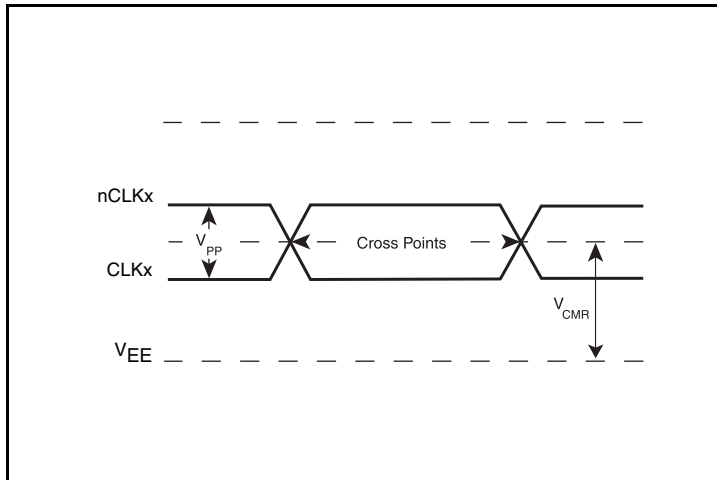 nCLKx
VPP
Cross Points
CLKx
VCMR
VEE